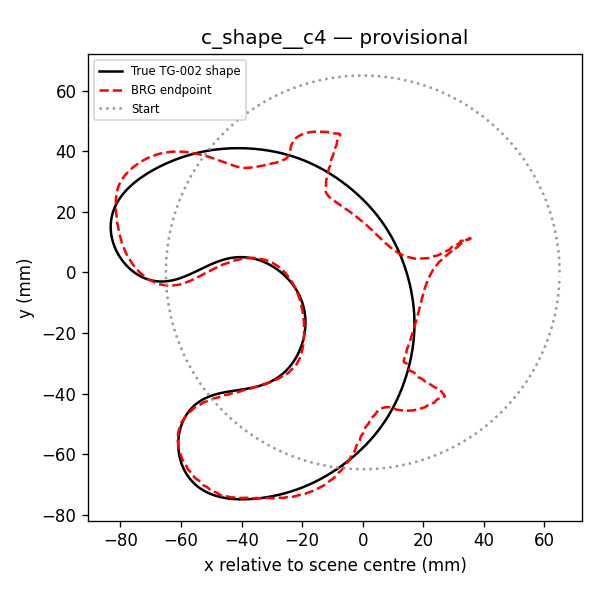 c_shape__c4 — provisional
True TG-002 shape
BRG endpoint
Start
60
40
20
0
−20
−40
−60
−80
y (mm)
−80 −60 −40 −20 0 20 40 60
x relative to scene centre (mm)